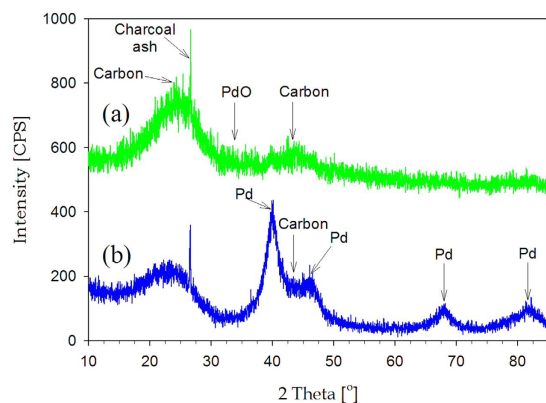 1000
Charcoal
ash
800
Carbon
(a)
PdO
Carbon
600
Intensity [CPS]
Pd
400
Carbon
Pd
(b)
Pd
Pd
200
0
10 20 30 40 50 60 70 80
2 Theta [º]